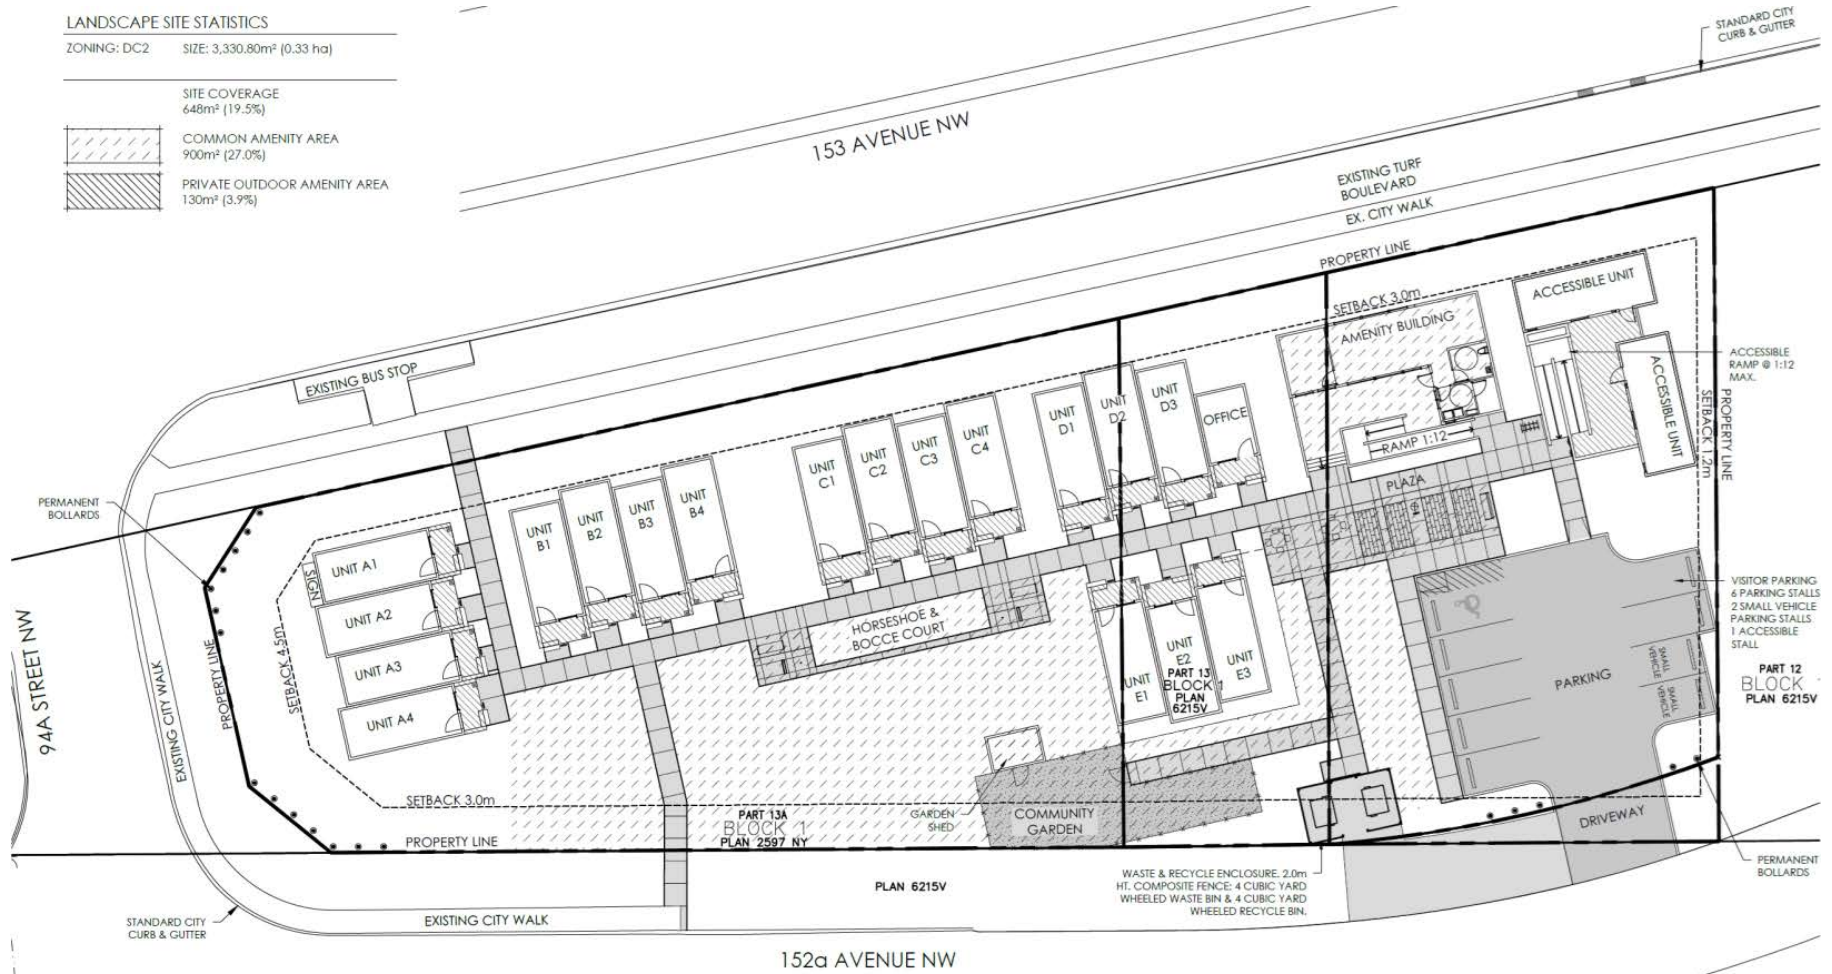 LANDSCAPE SITE STATISTICS
ZONING: DC2 SIZE: 3,330.80m² (0.33 ha)
SITE COVERAGE
648m² (19.5%)
COMMON AMENITY AREA
900m² (27.0%)
PRIVATE OUTDOOR AMENITY AREA
130m² (3.9%)
STANDARD CITY
CURB & GUTTER
153 AVENUE NW
EXISTING TURF
BOULEVARD
EX. CITY WALK
PROPERTY LINE
SETBACK 3.0m
ACCESSIBLE UNIT
AMENITY BUILDING
ACCESSIBLE
RAMP @ 1:12
MAX.
ACCESSIBLE UNIT
SETBACK 1.2m
PROPERTY LINE
EXISTING BUS STOP
UNIT
D1
UNIT
D2
UNIT
D3
OFFICE
RAMP 1:12
PLAZA
UNIT
C1
UNIT
C2
UNIT
C3
UNIT
C4
UNIT
B1
UNIT
B2
UNIT
B3
UNIT
B4
PERMANENT
BOLLARDS
SIGN
UNIT A1
UNIT A2
UNIT A3
UNIT A4
HORSESHOE &
BOCCE COURT
UNIT
E1
UNIT
E2
UNIT
E3
PART 13
BLOCK 1
PLAN
6215V
VISITOR PARKING
6 PARKING STALLS
2 SMALL VEHICLE
PARKING STALLS
1 ACCESSIBLE
STALL
SMALL
VEHICLE
SMALL
VEHICLE
PARKING
PART 12
BLOCK
PLAN 6215V
94A STREET NW
EXISTING CITY WALK
PROPERTY LINE
SETBACK 4.5m
SETBACK 3.0m
PROPERTY LINE
PART 13A
BLOCK 1
PLAN 2597 NY
GARDEN
SHED
COMMUNITY
GARDEN
DRIVEWAY
PERMANENT
BOLLARDS
WASTE & RECYCLE ENCLOSURE. 2.0m
HT. COMPOSITE FENCE: 4 CUBIC YARD
WHEELED WASTE BIN & 4 CUBIC YARD
WHEELED RECYCLE BIN.
PLAN 6215V
STANDARD CITY
CURB & GUTTER
EXISTING CITY WALK
152a AVENUE NW